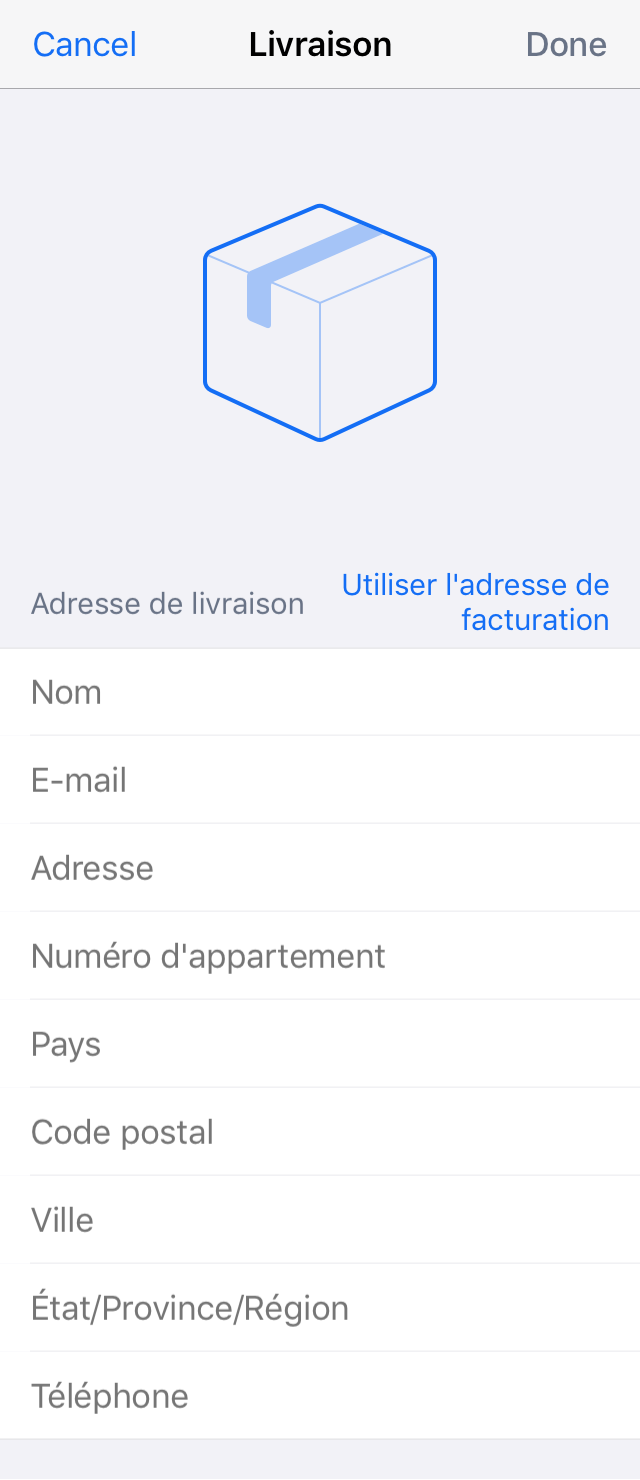 Cancel
Livraison
Done
Adresse de livraison
Utiliser l'adresse de
facturation
Nom
E-mail
Adresse
Numéro d'appartement
Pays
Code postal
Ville
État/Province/Région
Téléphone